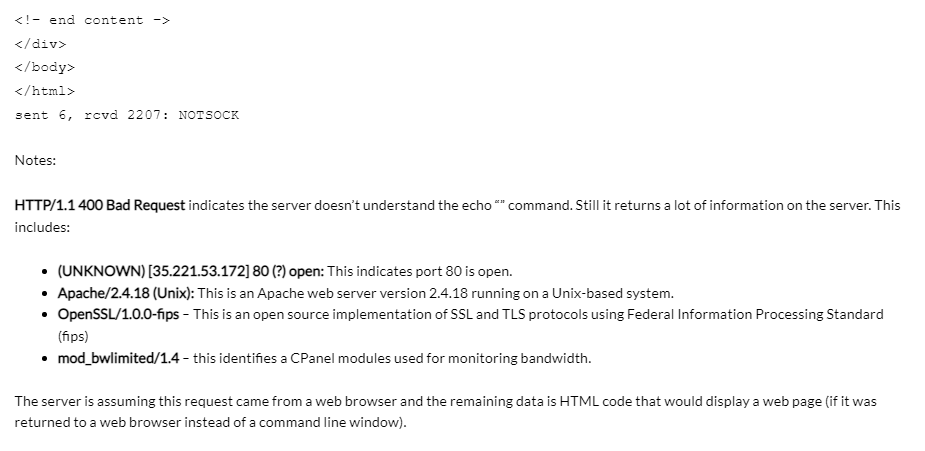 <!– end content –>
</div>
</body>
</html>
sent 6, rcvd 2207: NOTSOCK
Notes:
HTTP/1.1 400 Bad Request indicates the server doesn't understand the echo “” command. Still it returns a lot of information on the server. This
includes:
• (UNKNOWN) [35.221.53.172] 80 (?) open: This indicates port 80 is open.
• Apache/2.4.18 (Unix): This is an Apache web server version 2.4.18 running on a Unix-based system.
• OpenSSL/1.0.0-fips – This is an open source implementation of SSL and TLS protocols using Federal Information Processing Standard
(fips)
• mod_bwlimited/1.4 – this identifies a CPanel modules used for monitoring bandwidth.
The server is assuming this request came from a web browser and the remaining data is HTML code that would display a web page (if it was
returned to a web browser instead of a command line window).